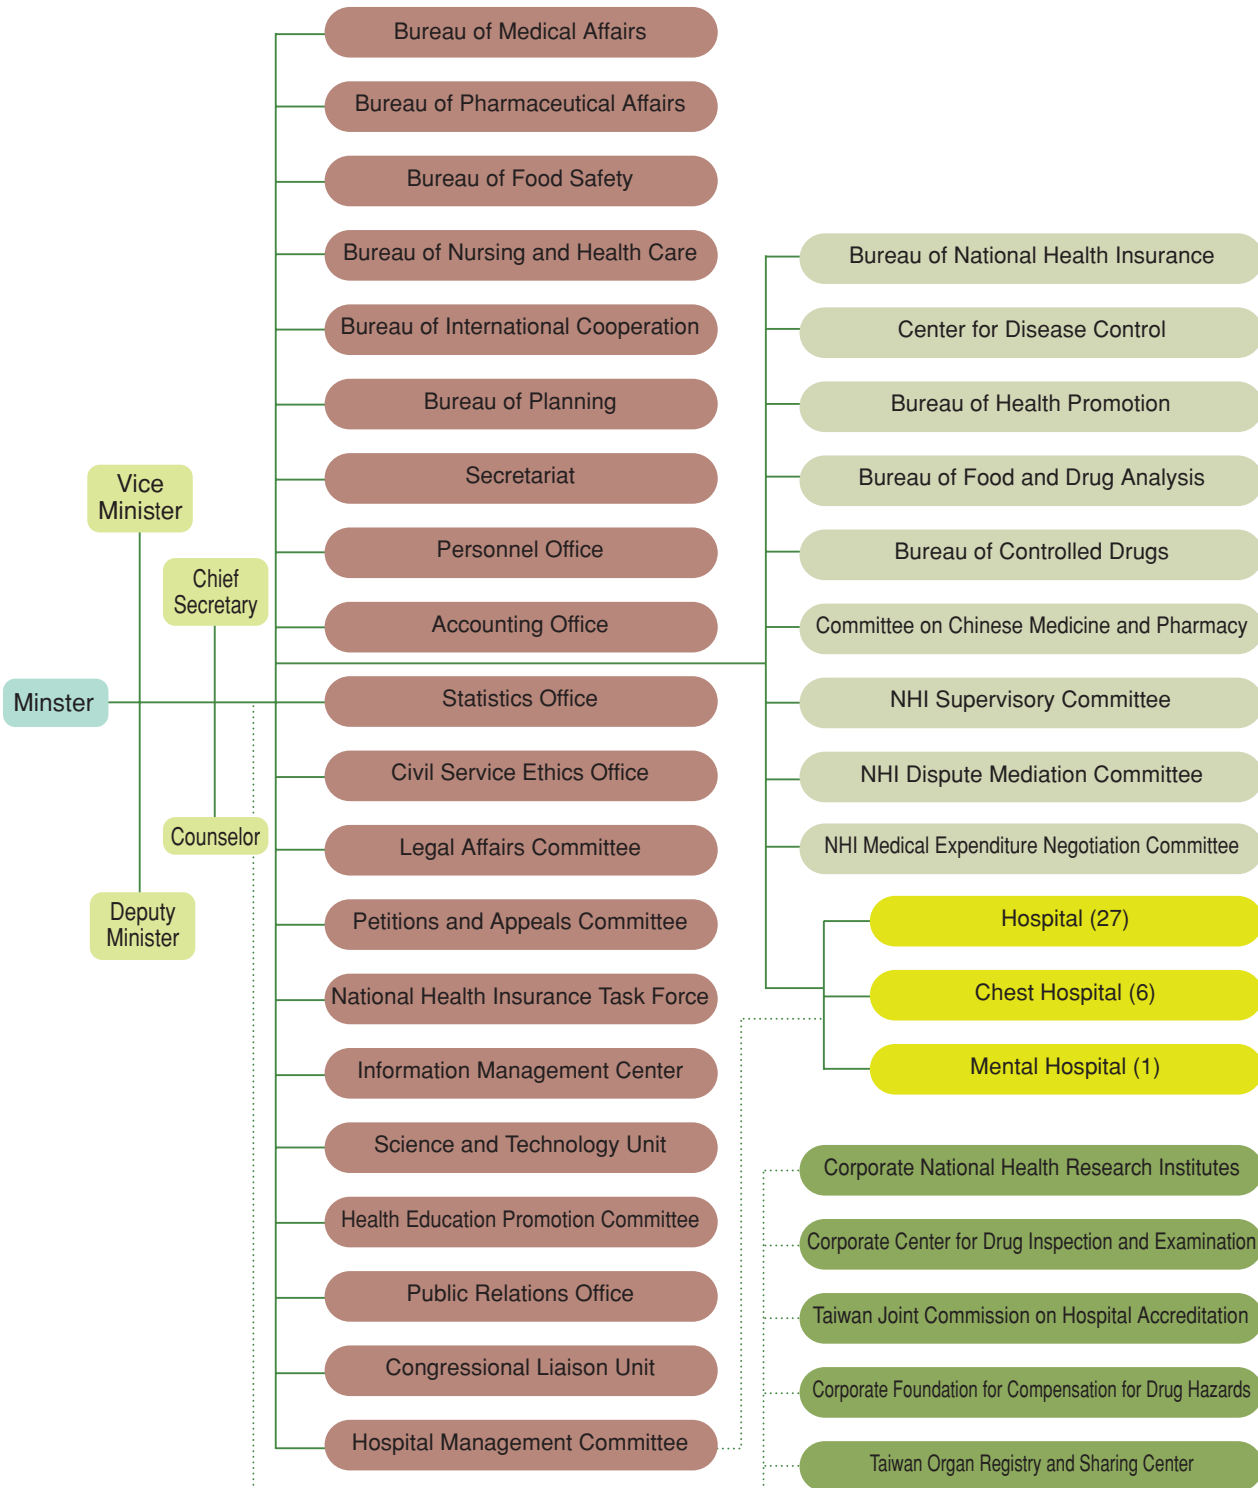 Minster
Vice
Minister
Chief
Secretary
Counselor
Deputy
Minister
Bureau of Medical Affairs
Bureau of Pharmaceutical Affairs
Bureau of Food Safety
Bureau of Nursing and Health Care
Bureau of International Cooperation
Bureau of Planning
Secretariat
Personnel Office
Accounting Office
Statistics Office
Civil Service Ethics Office
Legal Affairs Committee
Petitions and Appeals Committee
National Health Insurance Task Force
Information Management Center
Science and Technology Unit
Health Education Promotion Committee
Public Relations Office
Congressional Liaison Unit
Hospital Management Committee
Bureau of National Health Insurance
Center for Disease Control
Bureau of Health Promotion
Bureau of Food and Drug Analysis
Bureau of Controlled Drugs
Committee on Chinese Medicine and Pharmacy
NHI Supervisory Committee
NHI Dispute Mediation Committee
NHI Medical Expenditure Negotiation Committee
Hospital (27)
Chest Hospital (6)
Mental Hospital (1)
Corporate National Health Research Institutes
Corporate Center for Drug Inspection and Examination
Taiwan Joint Commission on Hospital Accreditation
Corporate Foundation for Compensation for Drug Hazards
Taiwan Organ Registry and Sharing Center